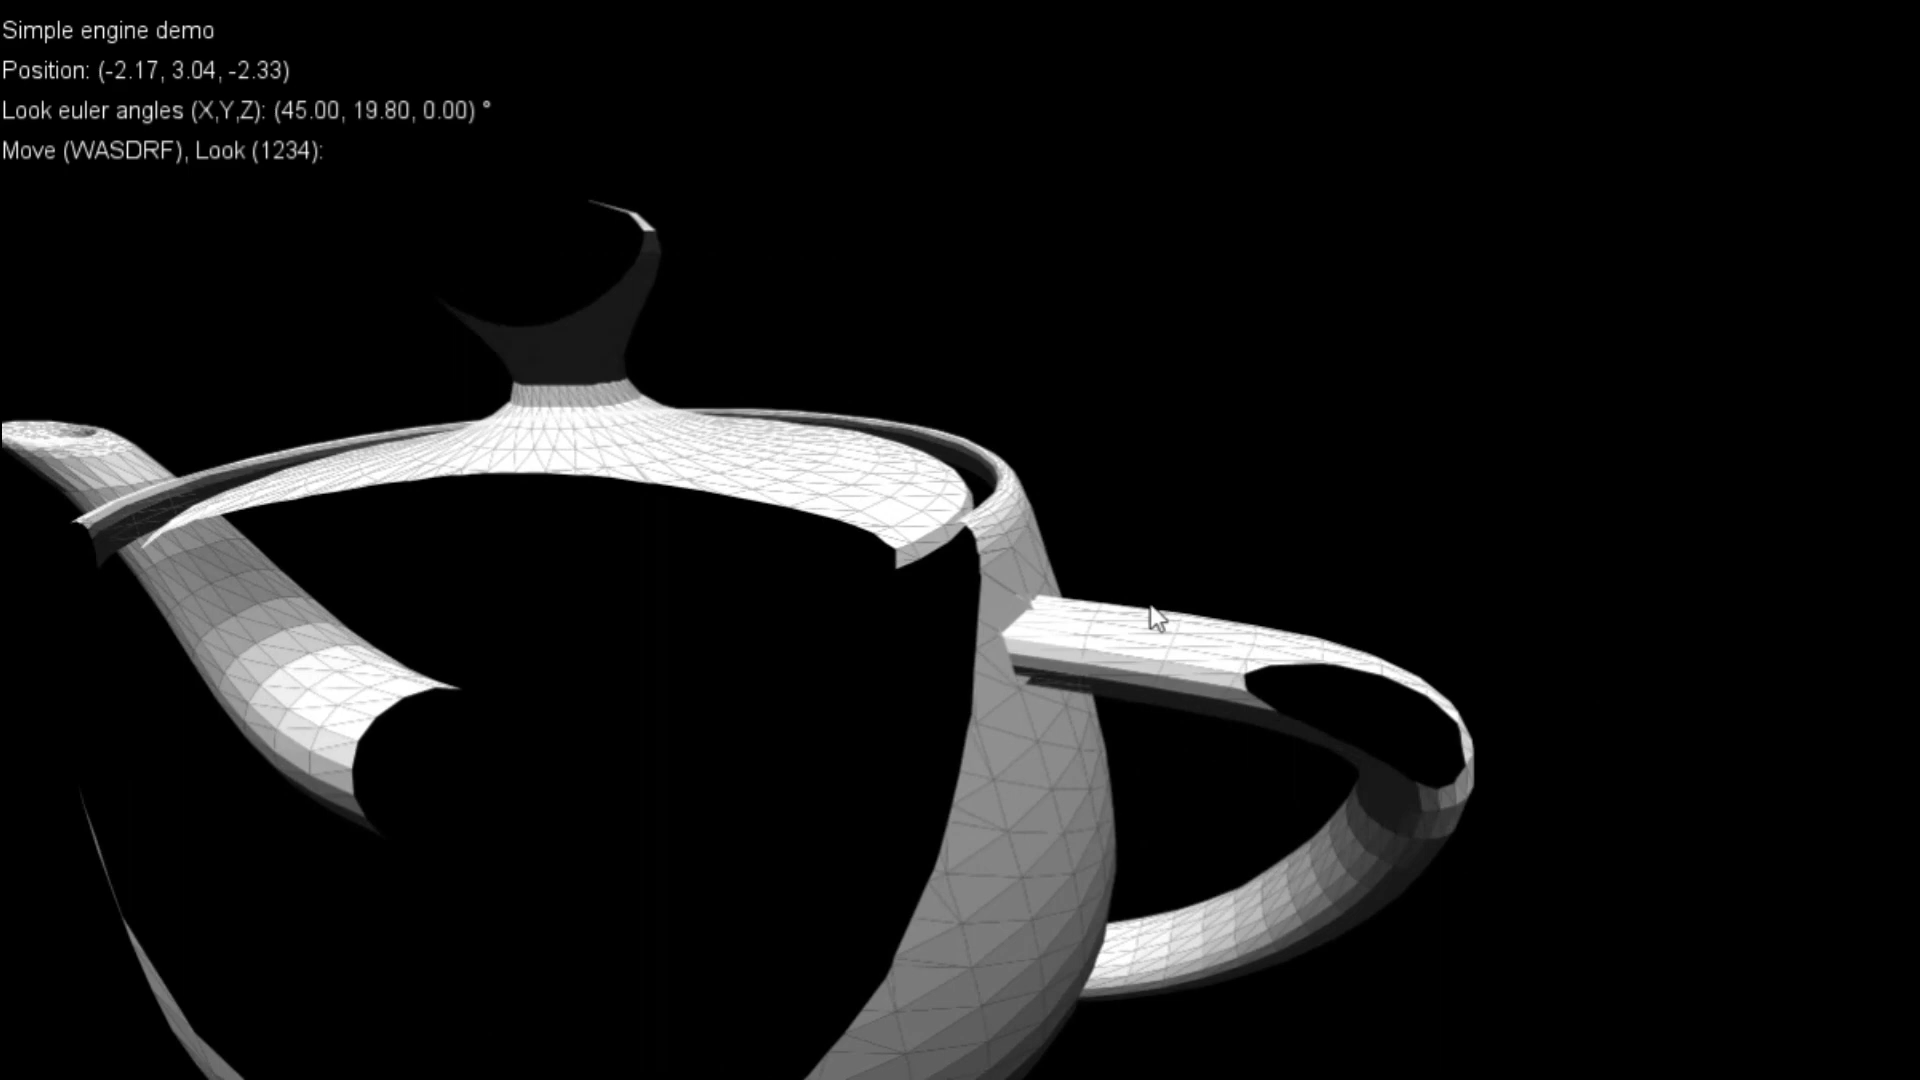 Simple engine demo
Position: (-2.17, 3.04, -2.33)
Look euler angles (X,Y,Z): (45.00, 19.80, 0.00) °
Move (WASDRF), Look (1234):